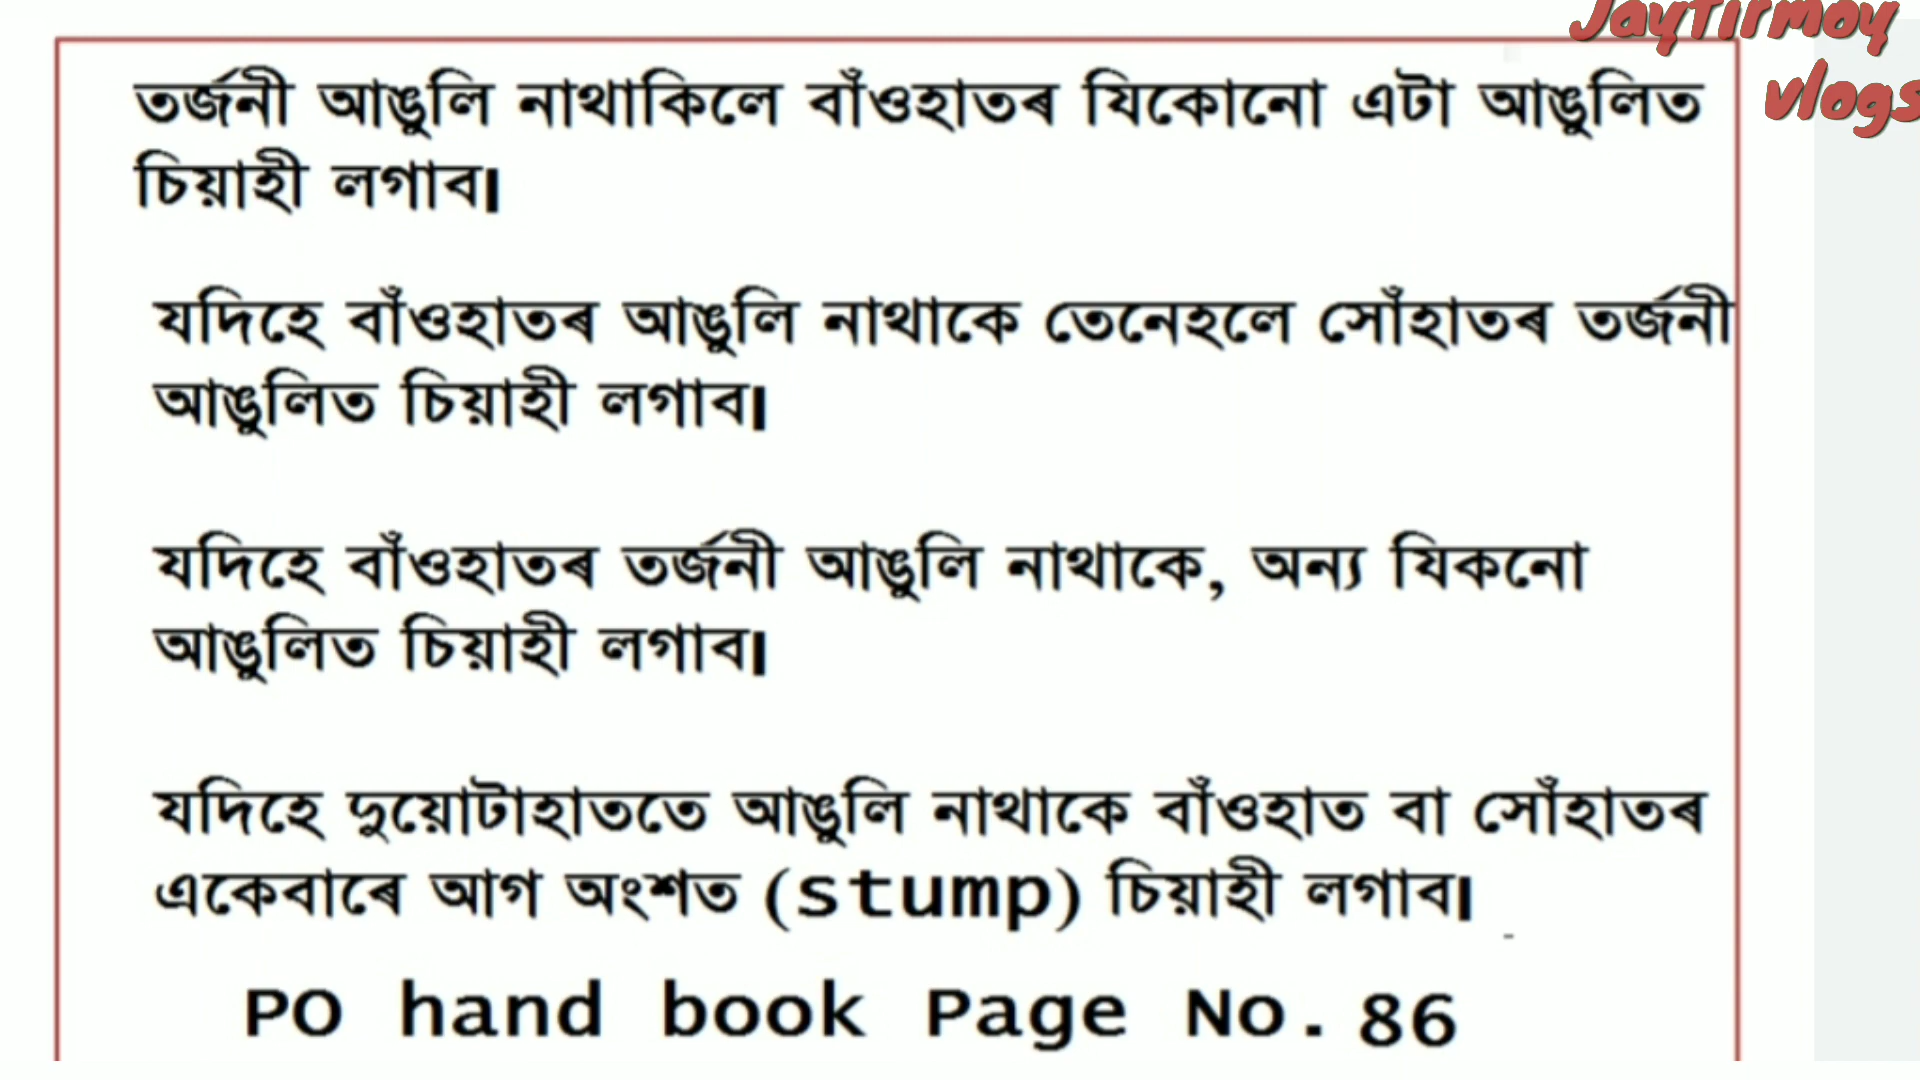 JayTirmoy
vlogs
তৰ্জনী আঙুলি নাথাকিলে বাঁওহাতৰ যিকোনো এটা আঙুলিত
চিয়াহী লগাব।
যদিহে বাঁওহাতৰ আঙুলি নাথাকে তেনেহলে সোঁহাতৰ তৰ্জনী
আঙুলিত চিয়াহী লগাব।
যদিহে বাঁওহাতৰ তৰ্জনী আঙুলি নাথাকে, অন্য যিকনো
আঙুলিত চিয়াহী লগাব।
যদিহে দুয়োটাহাততে আঙুলি নাথাকে বাঁওহাত বা সোঁহাতৰ
একেবাৰে আগ অংশত (stump) চিয়াহী লগাব।
PO hand book Page No. 86